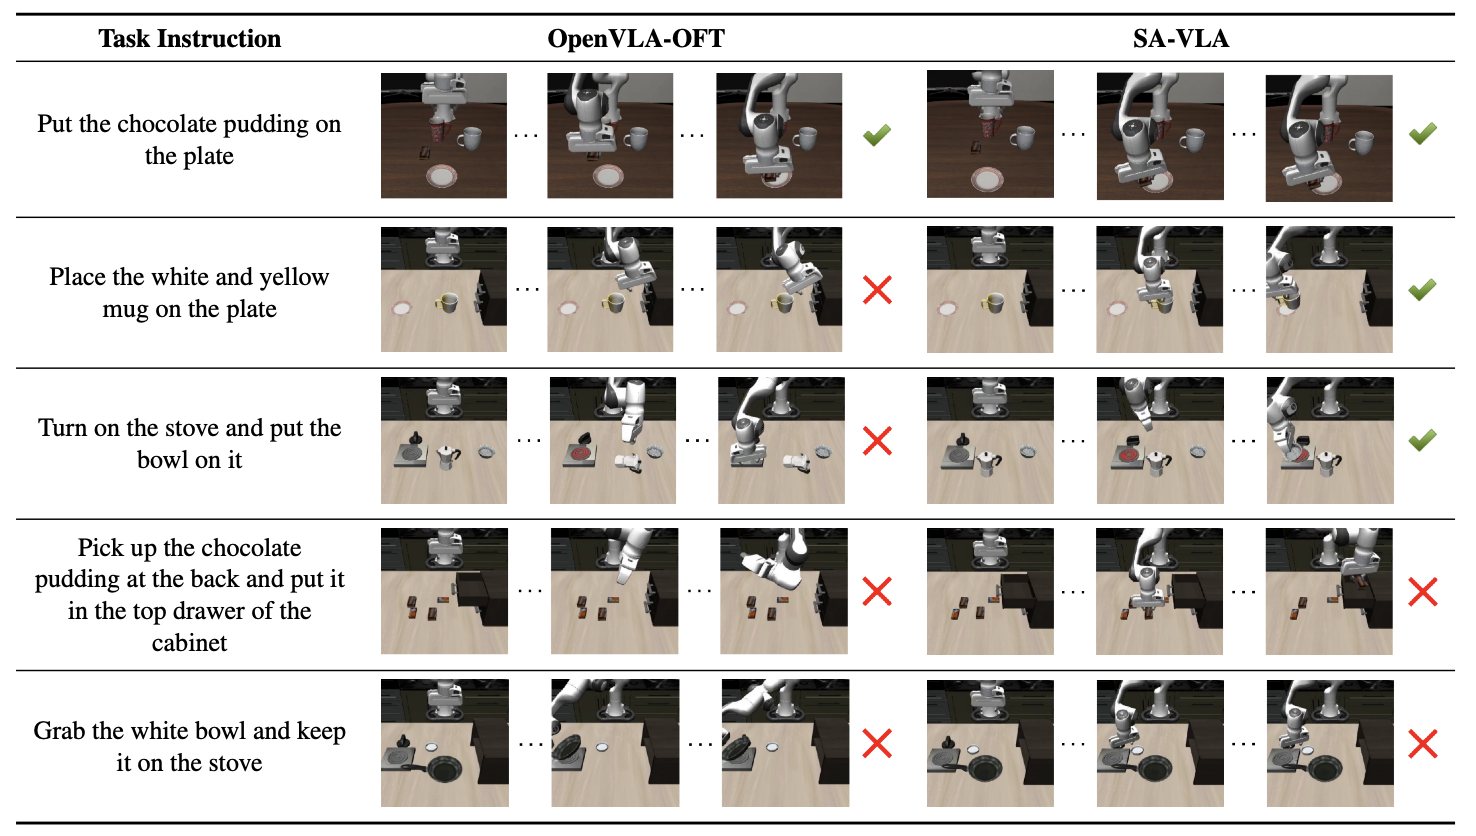 Task Instruction
OpenVLA-OFT
SA-VLA
Put the chocolate pudding on
the plate
Place the white and yellow
mug on the plate
Turn on the stove and put the
bowl on it
Pick up the chocolate
pudding at the back and put it
in the top drawer of the
cabinet
Grab the white bowl and keep
it on the stove